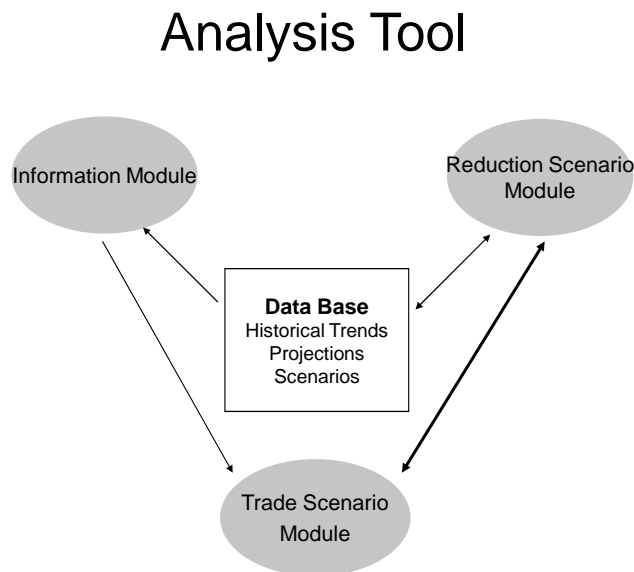 Analysis Tool
Information Module
Reduction Scenario
Module
Data Base
Historical Trends
Projections
Scenarios
Trade Scenario
Module